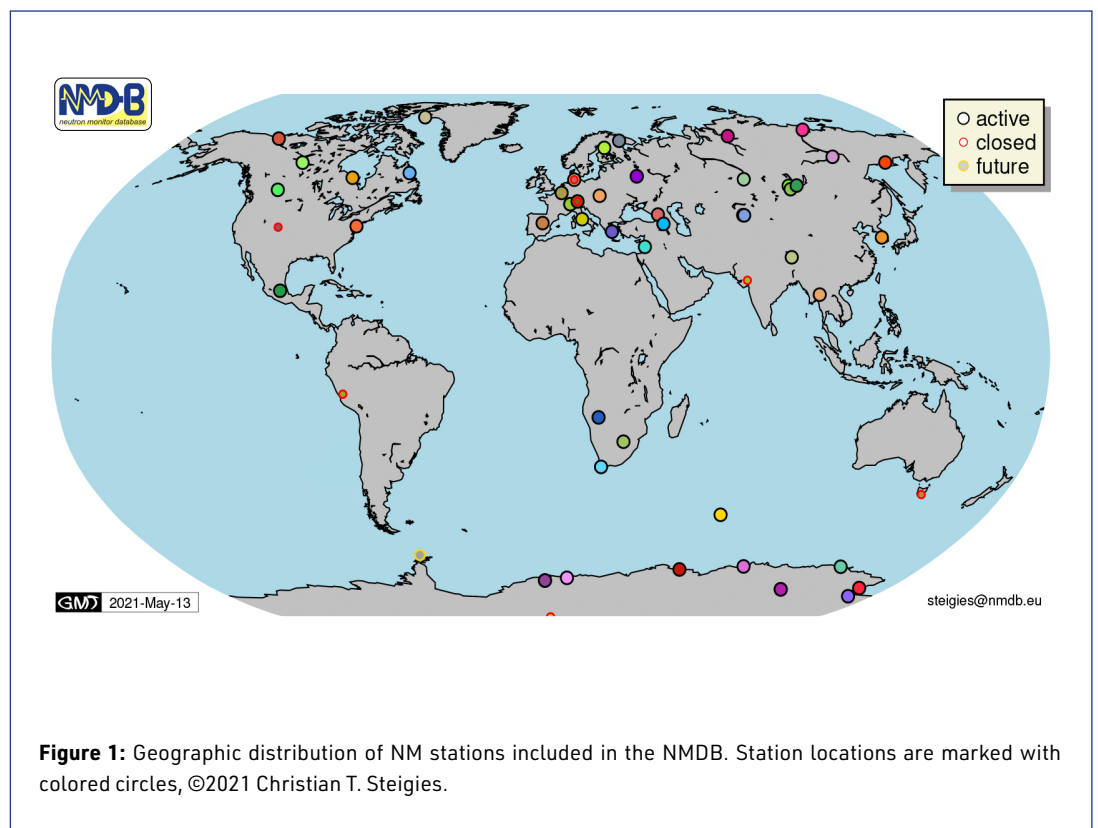 NMDB
neutron monitor database
active
closed
future
GMT 2021-May-13
steigies@nmdb.eu
Figure 1: Geographic distribution of NM stations included in the NMDB. Station locations are marked with
colored circles, ©2021 Christian T. Steigies.